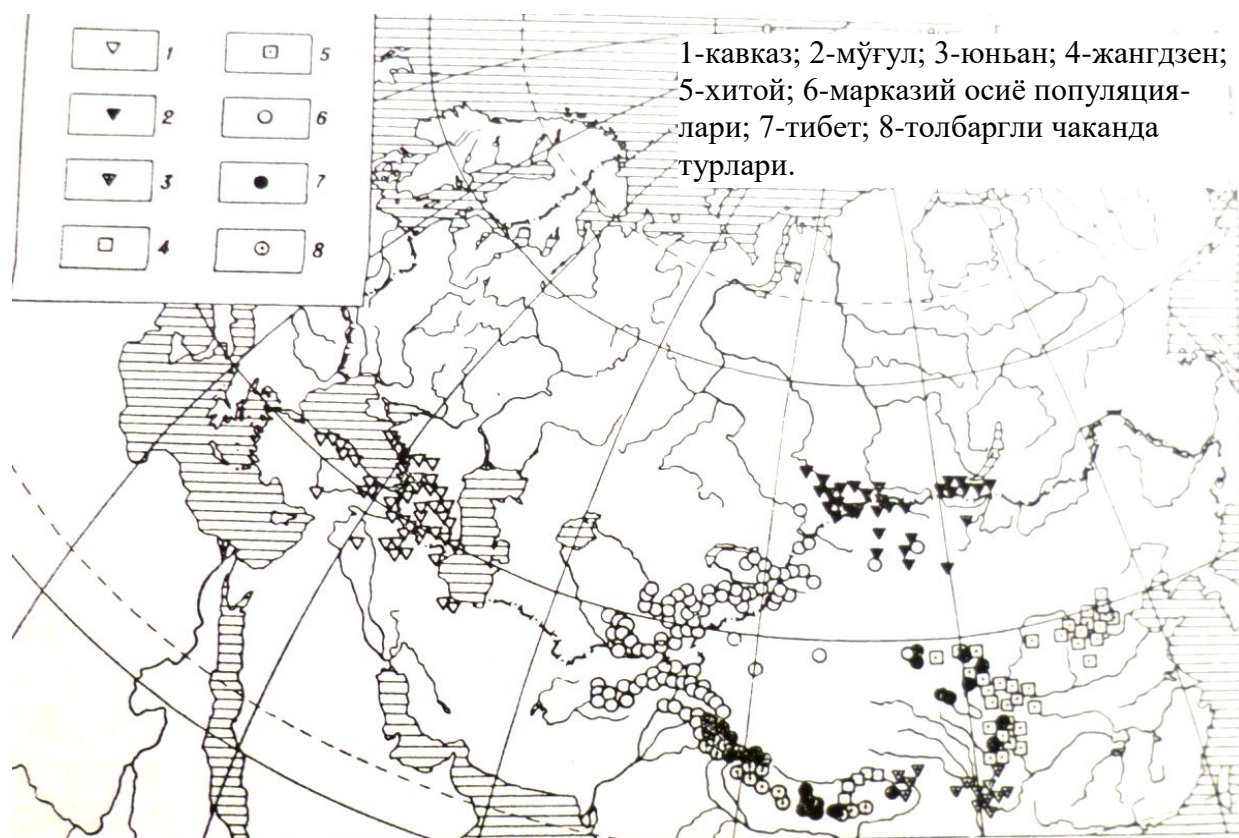 1
2
3
4
5
6
7
8
1-кавказ; 2-мўғул; 3-юньан; 4-жангдзен;
5-хитой; 6-марказий осиё популяция-
лари; 7-тибет; 8-толбаргли чаканда
турлари.